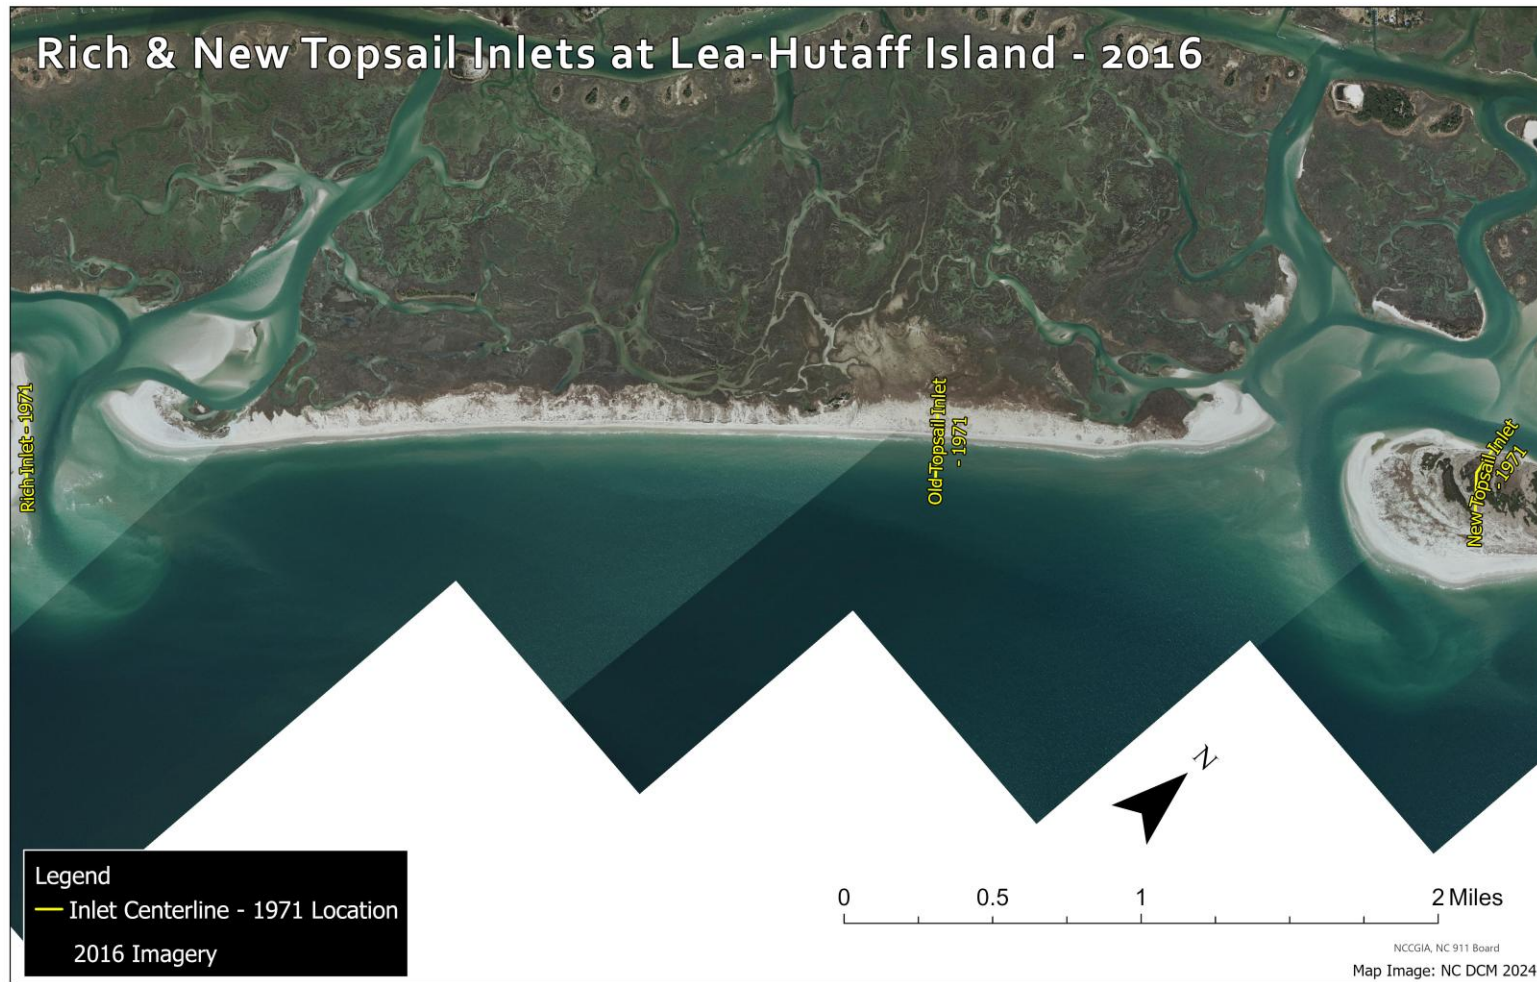 Rich & New Topsail Inlets at Lea-Hutaff Island - 2016
Rich Inlet - 1971
Old Topsail Inlet
- 1971
New Topsail Inlet
- 1971
N
Legend
Inlet Centerline - 1971 Location
2016 Imagery
0 0.5 1 2 Miles
NCCGIA, NC 911 Board
Map Image: NC DCM 2024